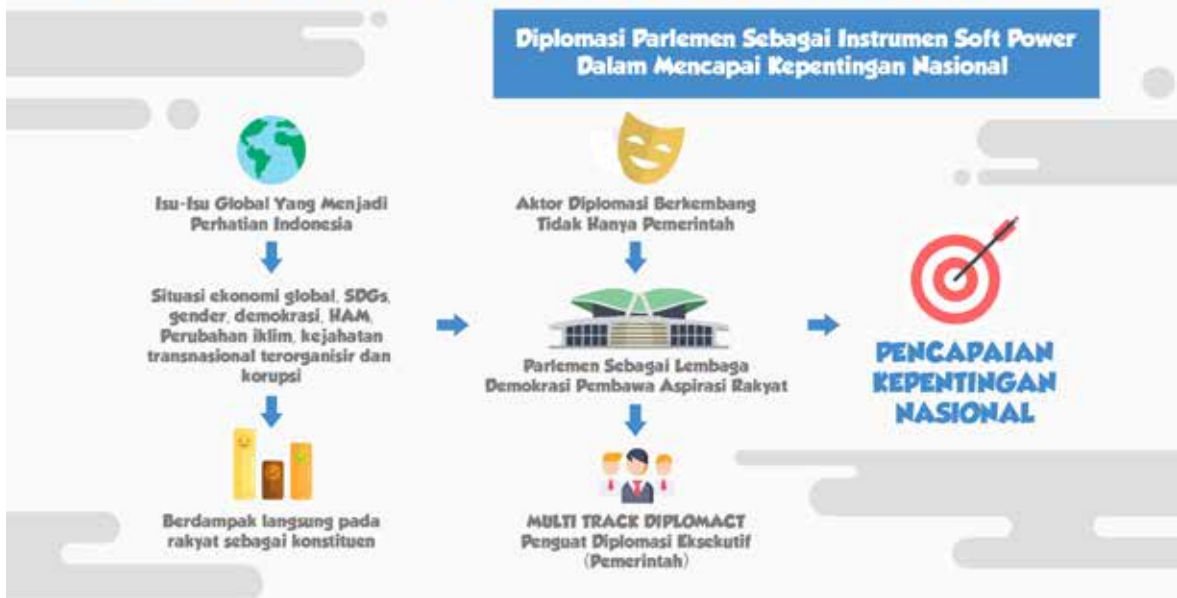 Diplomasi Parlemen Sebagai Instrumen Soft Power
Dalam Mencapai Kepentingan Nasional
Isu-Isu Global Yang Menjadi
Perhatian Indonesia
Situasi ekonomi global, SDGs,
gender, demokrasi, HAM,
Perubahan iklim, kejahatan
transnasional terorganisir dan
korupsi
Berdampak langsung pada
rakyat sebagai konstituen
Aktor Diplomasi Berkembang
Tidak Hanya Pemerintah
Parlemen Sebagai Lembaga
Demokrasi Pembawa Aspirasi Rakyat
MULTI TRACK DIPLOMACT
Penguat Diplomasi Eksekutif
(Pemerintah)
PENCAPAIAN
KEPENTINGAN
NASIONAL